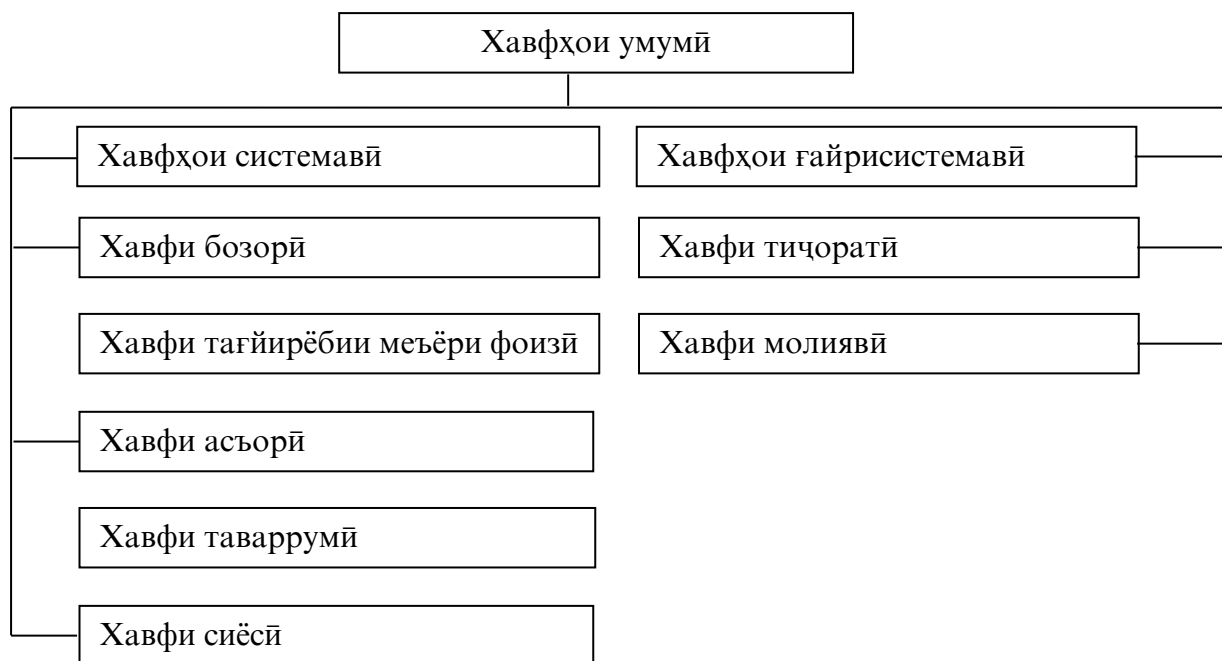 Хавфҳои умумӣ
Хавфҳои системавӣ
Хавфи бозорӣ
Хавфи тағйирёбии меъёри фоизӣ
Хавфи асъорӣ
Хавфи таваррумӣ
Хавфи сиёсӣ
Хавфҳои ғайрисистемавӣ
Хавфи тиҷоратӣ
Хавфи молиявӣ